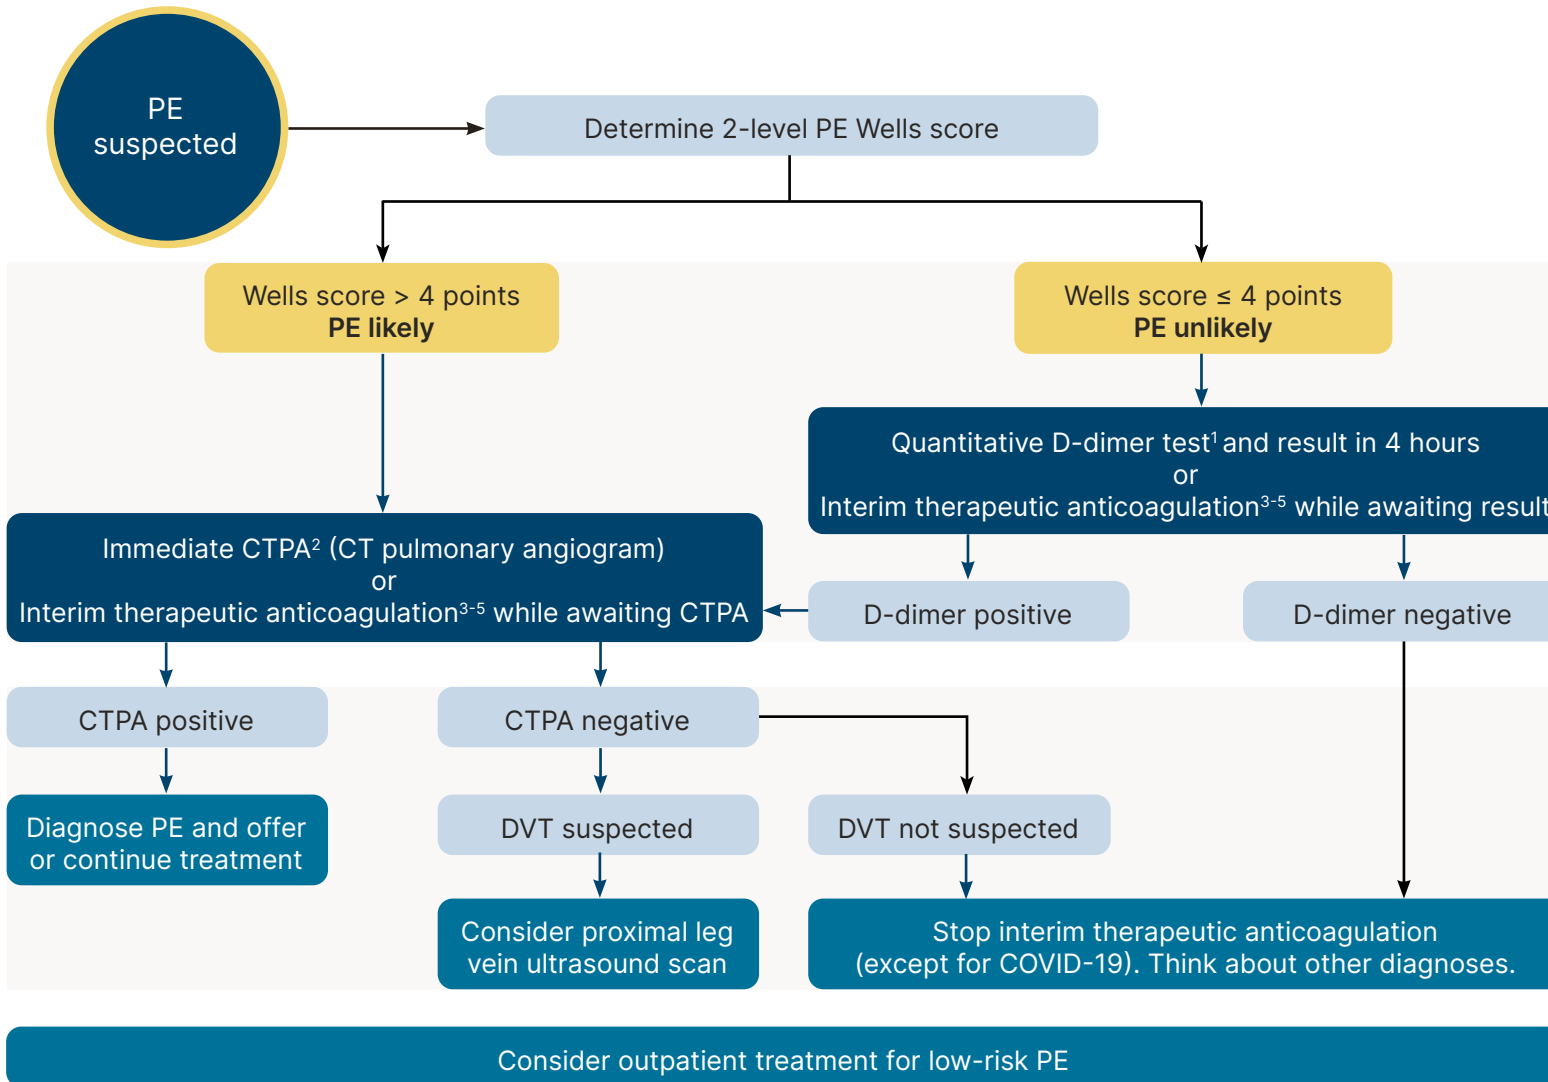 PE
suspected
Determine 2-level PE Wells score
Wells score > 4 points
PE likely
Wells score ≤ 4 points
PE unlikely
Quantitative D-dimer test¹ and result in 4 hours
or
Interim therapeutic anticoagulation³⁻⁵ while awaiting result
Immediate CTPA² (CT pulmonary angiogram)
or
Interim therapeutic anticoagulation³⁻⁵ while awaiting CTPA
D-dimer positive
D-dimer negative
CTPA positive
CTPA negative
Diagnose PE and offer
or continue treatment
DVT suspected
DVT not suspected
Consider proximal leg
vein ultrasound scan
Stop interim therapeutic anticoagulation
(except for COVID-19). Think about other diagnoses.
Consider outpatient treatment for low-risk PE